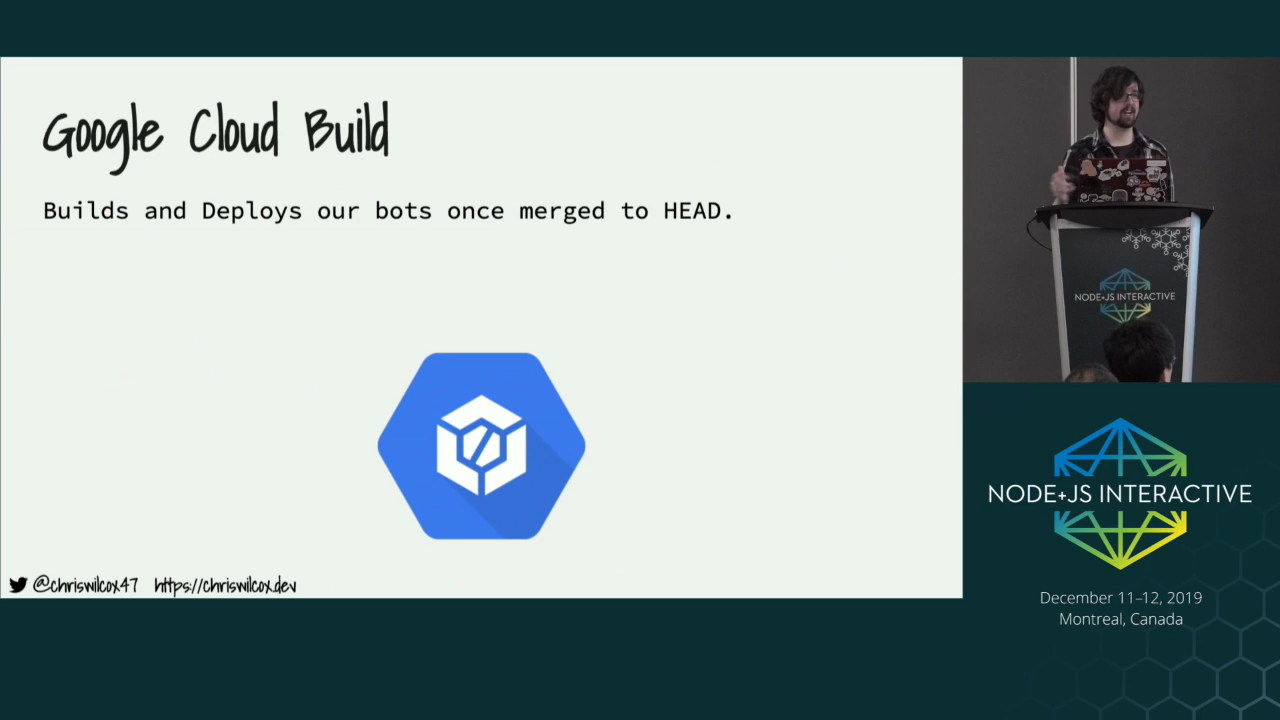 Google Cloud Build
Builds and Deploys our bots once merged to HEAD.
@chriswilcox47 https://chriswilcox.dev
NODE+JS INTERACTIVE
NODE+JS INTERACTIVE
December 11–12, 2019
Montreal, Canada